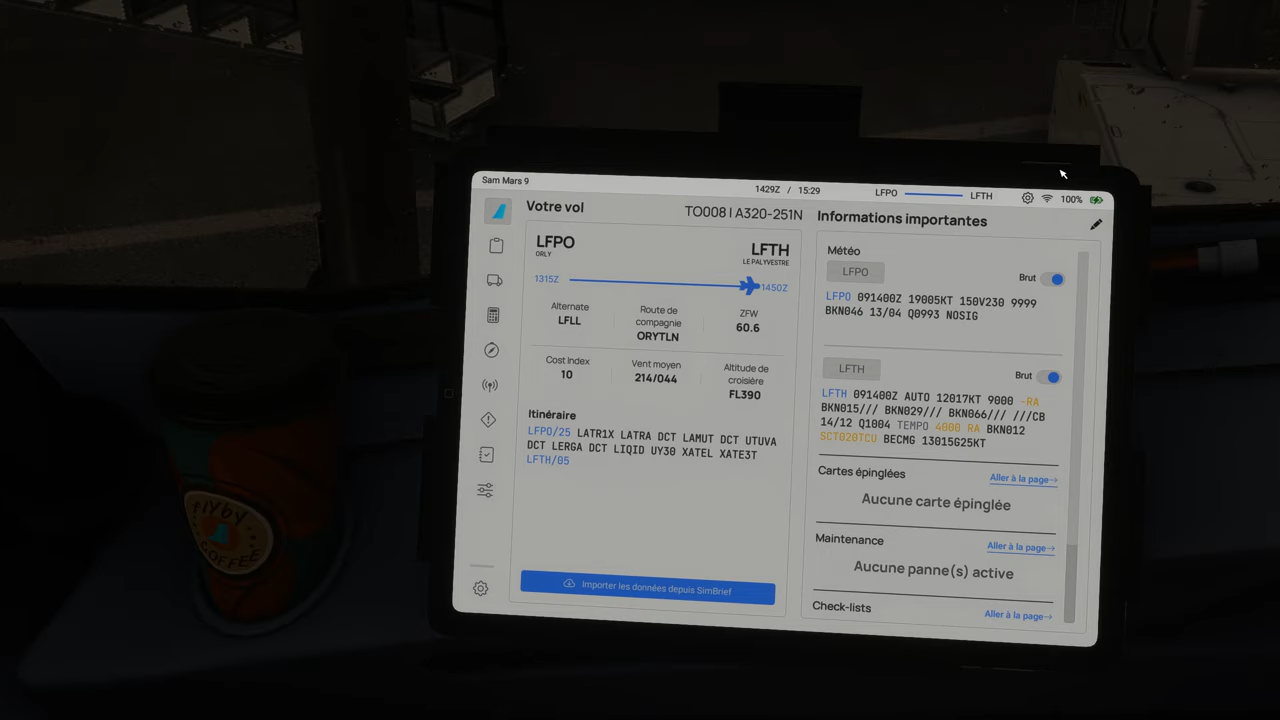 Sam Mars 9
1429Z / 15:29
LFPO LFTH
100%
Votre vol
TO008 | A320-251N
LFPO
ORLY
LFTH
LE PALYVESTRE
1315Z
1450Z
Alternate
LFLL
Route de
compagnie
ORYTLN
ZFW
60.6
Cost Index
10
Vent moyen
214/044
Altitude de
croisière
FL390
Itinéraire
LFPO/25 LATR1X LATRA DCT LAMUT DCT UTUVA
DCT LERGA DCT LIQID UY30 XATEL XATE3T
LFTH/05
Importer les données depuis SimBrief
Informations importantes
Météo
LFPO
Brut
LFPO 091400Z 19005KT 150V230 9999
BKN046 13/04 Q0993 NOSIG
LFTH
Brut
LFTH 091400Z AUTO 12017KT 9000 -RA
BKN015/// BKN029/// BKN066/// ///CB
14/12 Q1004 TEMPO 4000 RA BKN012
SCT020TCU BECMG 13015G25KT
Cartes épinglées
Aller à la page→
Aucune carte épinglée
Maintenance
Aller à la page→
Aucune panne(s) active
Check-lists
Aller à la page→
FLYBY
COFFEE